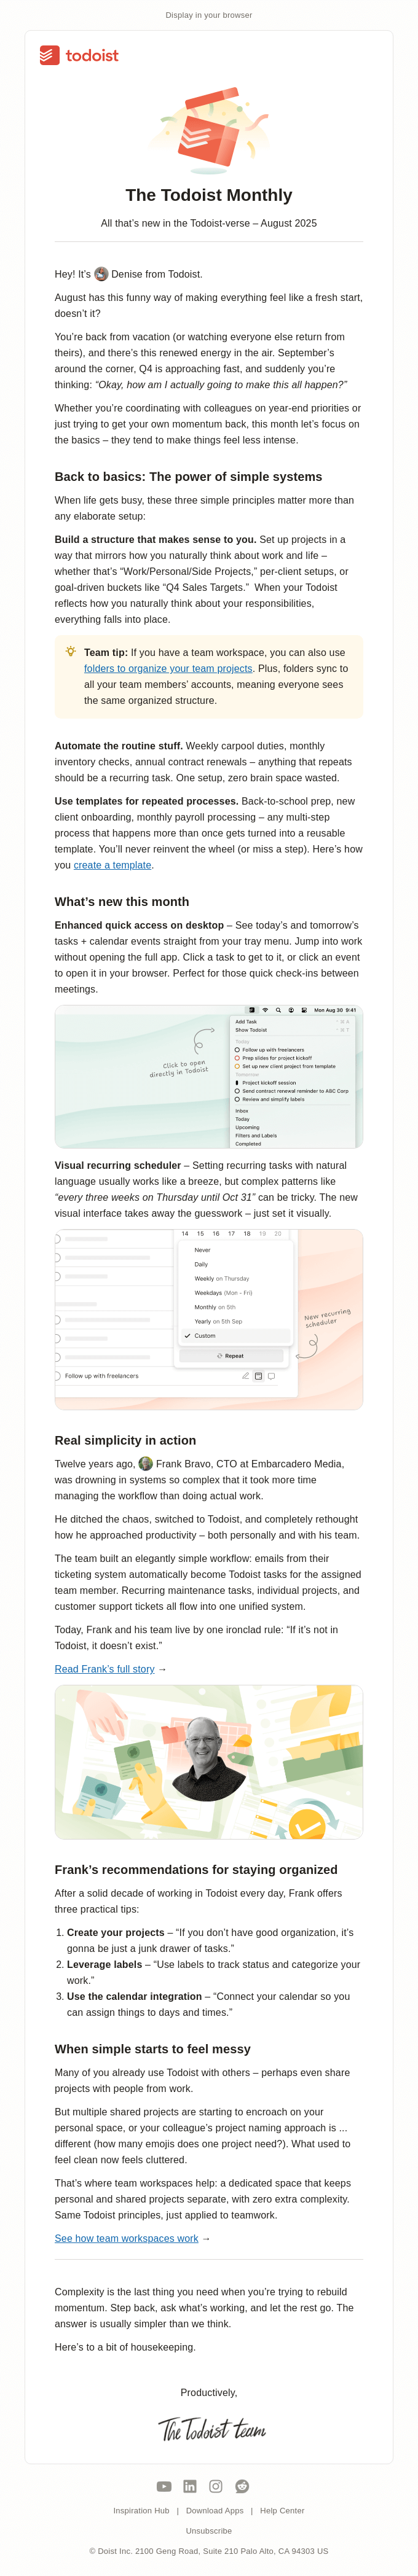 Display in your browser
todoist
The Todoist Monthly
All that’s new in the Todoist-verse – August 2025
Hey! It’s Denise from Todoist.
August has this funny way of making everything feel like a fresh start,
doesn’t it?
You’re back from vacation (or watching everyone else return from
theirs), and there’s this renewed energy in the air. September’s
around the corner, Q4 is approaching fast, and suddenly you’re
thinking: “Okay, how am I actually going to make this all happen?”
Whether you’re coordinating with colleagues on year-end priorities or
just trying to get your own momentum back, this month let’s focus on
the basics – they tend to make things feel less intense.
Back to basics: The power of simple systems
When life gets busy, these three simple principles matter more than
any elaborate setup:
Build a structure that makes sense to you. Set up projects in a
way that mirrors how you naturally think about work and life –
whether that’s “Work/Personal/Side Projects,” per-client setups, or
goal-driven buckets like “Q4 Sales Targets.” When your Todoist
reflects how you naturally think about your responsibilities,
everything falls into place.
Team tip: If you have a team workspace, you can also use
folders to organize your team projects. Plus, folders sync to
all your team members’ accounts, meaning everyone sees
the same organized structure.
Automate the routine stuff. Weekly carpool duties, monthly
inventory checks, annual contract renewals – anything that repeats
should be a recurring task. One setup, zero brain space wasted.
Use templates for repeated processes. Back-to-school prep, new
client onboarding, monthly payroll processing – any multi-step
process that happens more than once gets turned into a reusable
template. You’ll never reinvent the wheel (or miss a step). Here’s how
you create a template.
What’s new this month
Enhanced quick access on desktop – See today’s and tomorrow’s
tasks + calendar events straight from your tray menu. Jump into work
without opening the full app. Click a task to get to it, or click an event
to open it in your browser. Perfect for those quick check-ins between
meetings.
Mon Aug 30 9:41
Add Task
Show Todoist
Today
Follow up with freelancers
Prep slides for project kickoff
Set up new client project from template
Tomorrow
Project kickoff session
Send contract renewal reminder to ABC Corp
Review and simplify labels
Inbox
Today
Upcoming
Filters and Labels
Completed
Click to open
directly in Todoist
Visual recurring scheduler – Setting recurring tasks with natural
language usually works like a breeze, but complex patterns like
“every three weeks on Thursday until Oct 31” can be tricky. The new
visual interface takes away the guesswork – just set it visually.
14 15 16 17 18 19 20
Never
Daily
Weekly on Thursday
Weekdays (Mon - Fri)
Monthly on 5th
Yearly on 5th Sep
Custom
Repeat
New recurring
scheduler
Follow up with freelancers
Real simplicity in action
Twelve years ago, Frank Bravo, CTO at Embarcadero Media,
was drowning in systems so complex that it took more time
managing the workflow than doing actual work.
He ditched the chaos, switched to Todoist, and completely rethought
how he approached productivity – both personally and with his team.
The team built an elegantly simple workflow: emails from their
ticketing system automatically become Todoist tasks for the assigned
team member. Recurring maintenance tasks, individual projects, and
customer support tickets all flow into one unified system.
Today, Frank and his team live by one ironclad rule: “If it’s not in
Todoist, it doesn’t exist.”
Read Frank’s full story →
Frank’s recommendations for staying organized
After a solid decade of working in Todoist every day, Frank offers
three practical tips:
1. Create your projects – “If you don’t have good organization, it’s
gonna be just a junk drawer of tasks.”
2. Leverage labels – “Use labels to track status and categorize your
work.”
3. Use the calendar integration – “Connect your calendar so you
can assign things to days and times.”
When simple starts to feel messy
Many of you already use Todoist with others – perhaps even share
projects with people from work.
But multiple shared projects are starting to encroach on your
personal space, or your colleague’s project naming approach is ...
different (how many emojis does one project need?). What used to
feel clean now feels cluttered.
That’s where team workspaces help: a dedicated space that keeps
personal and shared projects separate, with zero extra complexity.
Same Todoist principles, just applied to teamwork.
See how team workspaces work →
Complexity is the last thing you need when you’re trying to rebuild
momentum. Step back, ask what’s working, and let the rest go. The
answer is usually simpler than we think.
Here’s to a bit of housekeeping.
Productively,
The Todoist team
Inspiration Hub | Download Apps | Help Center
Unsubscribe
© Doist Inc. 2100 Geng Road, Suite 210 Palo Alto, CA 94303 US